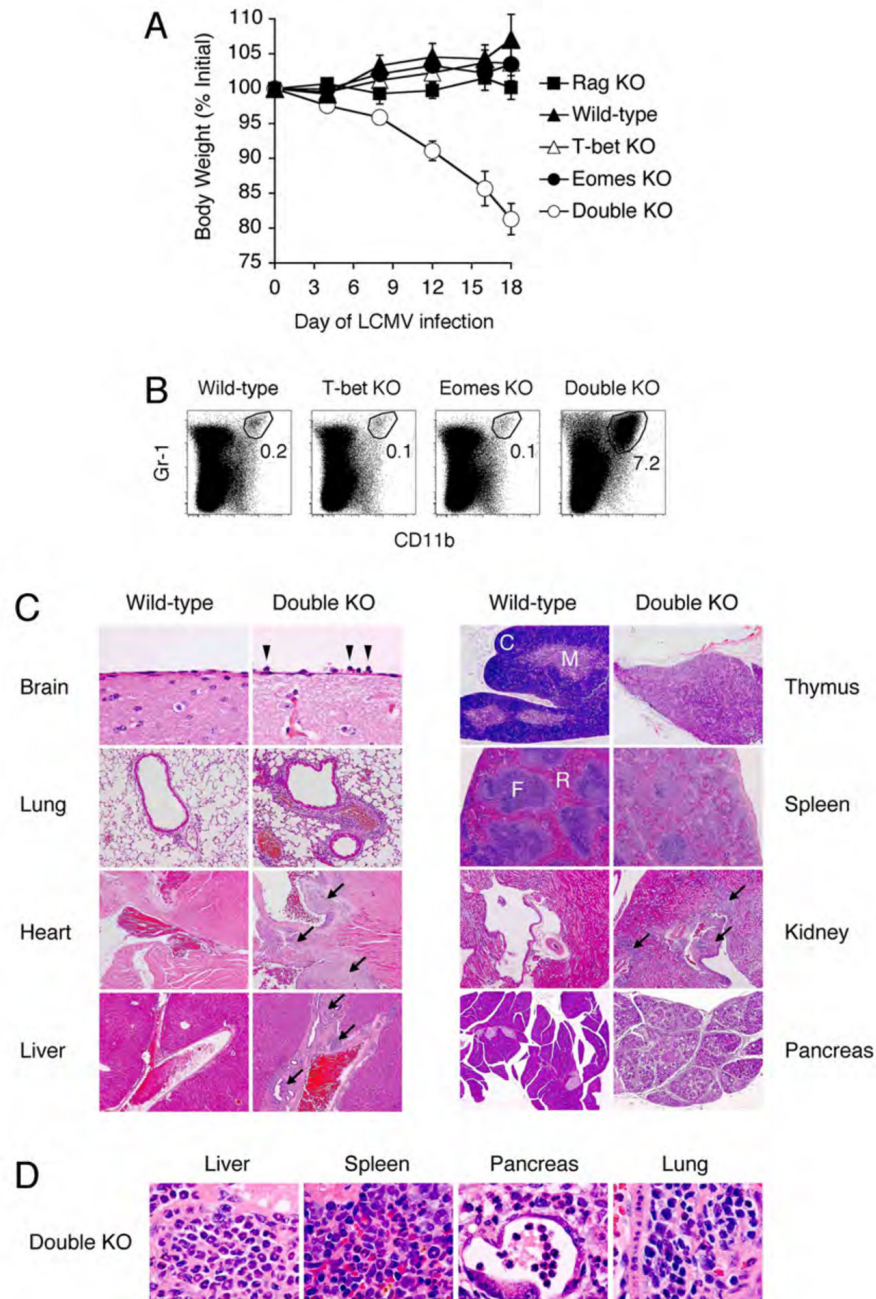 A
Body Weight (% Initial)
110
105
100
95
90
85
80
75
0 3 6 9 12 15 18
Day of LCMV infection
Rag KO
Wild-type
T-bet KO
Eomes KO
Double KO
B
Wild-type T-bet KO Eomes KO Double KO
Gr-1
0.2 0.1 0.1 7.2
CD11b
C
Wild-type Double KO
Brain
Lung
Heart
Liver
Wild-type Double KO
C M
Thymus
F R
Spleen
Kidney
Pancreas
D
Liver Spleen Pancreas Lung
Double KO